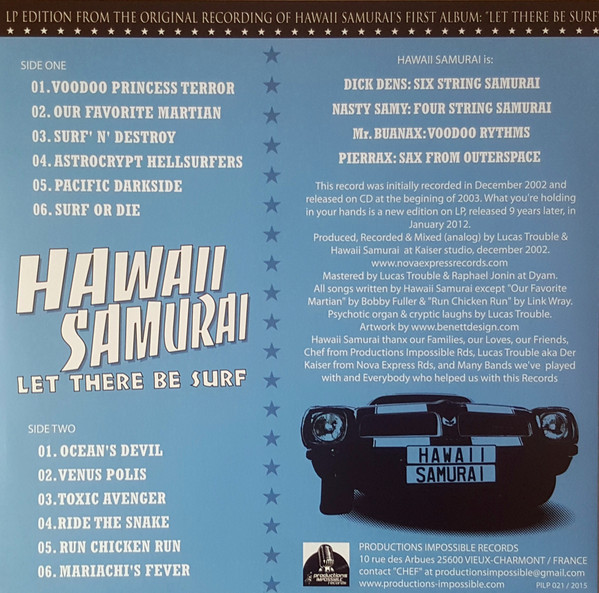 LP EDITION FROM THE ORIGINAL RECORDING OF HAWAII SAMURAI'S FIRST ALBUM: "LET THERE BE SURF
SIDE ONE
01. VOODOO PRINCESS TERROR
02. OUR FAVORITE MARTIAN
03. SURF' N' DESTROY
04. ASTROCRYPT HELLSURFERS
05. PACIFIC DARKSIDE
06. SURF OR DIE
HAWAII
SAMURAI
LET THERE BE SURF
SIDE TWO
01. OCEAN'S DEVIL
02. VENUS POLIS
03. TOXIC AVENGER
04. RIDE THE SNAKE
05. RUN CHICKEN RUN
06. MARIACHI'S FEVER
HAWAII SAMURAI is:
DICK DENS: SIX STRING SAMURAI
NASTY SAMY: FOUR STRING SAMURAI
Mr. BUANAX: VOODOO RYTHMS
PIERRAX: SAX FROM OUTERSPACE
This record was initially recorded in December 2002 and
released on CD at the begining of 2003. What you're holding
in your hands is a new edition on LP, released 9 years later, in
January 2012.
Produced, Recorded & Mixed (analog) by Lucas Trouble &
Hawaii Samurai at Kaiser studio, december 2002.
www.novaexpressrecords.com
Mastered by Lucas Trouble & Raphael Jonin at Dyam.
All songs written by Hawaii Samurai except "Our Favorite
Martian" by Bobby Fuller & "Run Chicken Run" by Link Wray.
Psychotic organ & cryptic laughs by Lucas Trouble.
Artwork by www.benettdesign.com
Hawaii Samurai thanx our Families, our Loves, our Friends,
Chef from Productions Impossible Rds, Lucas Trouble aka Der
Kaiser from Nova Express Rds, and Many Bands we've played
with and Everybody who helped us with this Records
HAWAII
SAMURAI
productions
impossible
records
PRODUCTIONS IMPOSSIBLE RECORDS
10 rue des Arbues 25600 VIEUX-CHARMONT / FRANCE
contact "CHEF" at productionsimpossible@gmail.com
www.productions-impossible.com
PILP 021 / 2015